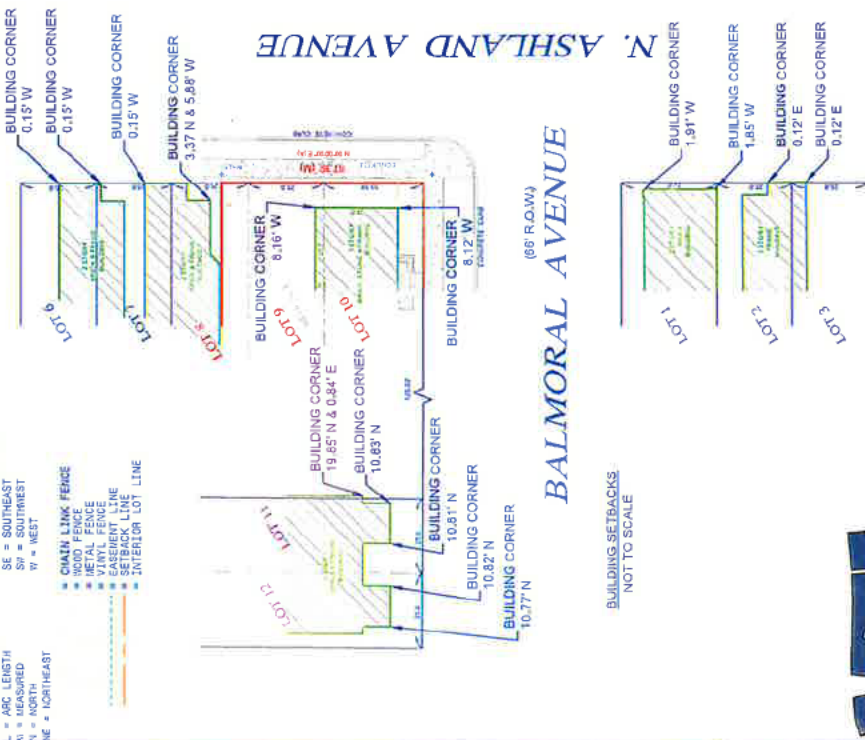 SE = SOUTHEAST
SW = SOUTHWEST
W = WEST
L = ARC LENGTH
= MEASURED
N = NORTH
NE = NORTHEAST
CHAIN LINK FENCE
WOOD FENCE
METAL FENCE
VINYL FENCE
EASEMENT LINE
SETBACK LINE
INTERIOR LOT LINE
N. ASHLAND AVENUE
BUILDING CORNER
0.15' W
BUILDING CORNER
0.15' W
BUILDING CORNER
0.15' W
BUILDING CORNER
3.37 N & 5.88' W
LOT 6
LOT 7
LOT 8
BUILDING CORNER
8.16' W
LOT 9
LOT 10
BUILDING CORNER
8.12' W
CONCRETE CURB
CONCRETE CURB
(66' R.O.W.)
BALMORAL AVENUE
BUILDING CORNER
19.85' N & 0.84' E
BUILDING CORNER
10.83' N
LOT 11
LOT 12
BUILDING CORNER
10.81' N
BUILDING CORNER
10.82' N
BUILDING CORNER
10.77' N
BUILDING CORNER
1.91' W
BUILDING CORNER
1.85' W
BUILDING CORNER
0.12' E
BUILDING CORNER
0.12' E
LOT 1
LOT 2
LOT 3
BUILDING SETBACKS
NOT TO SCALE